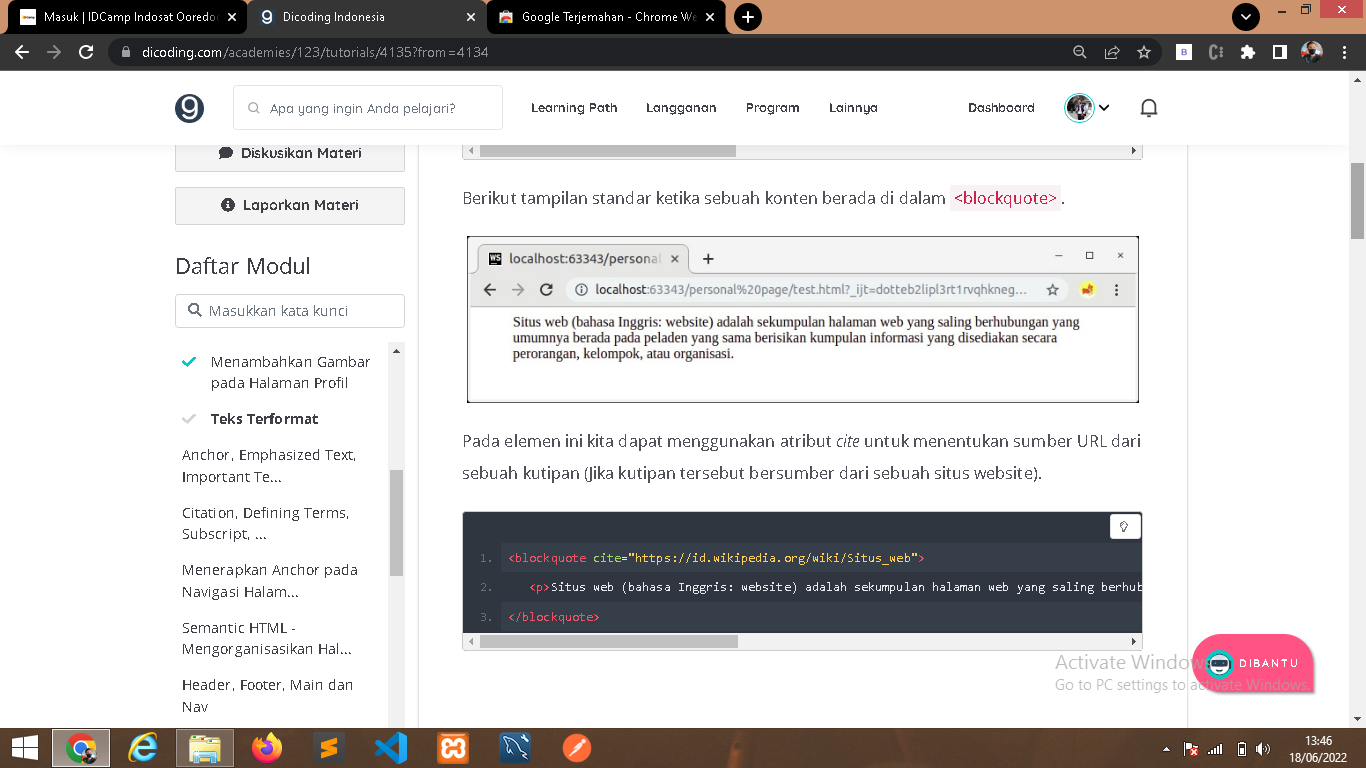 Masuk | IDCamp Indosat Ooredo
Dicoding Indonesia
Google Terjemahan - Chrome We
dicoding.com/academies/123/tutorials/4135?from=4134
Apa yang ingin Anda pelajari?
Learning Path
Langganan
Program
Lainnya
Dashboard
Diskusikan Materi
Laporkan Materi
Daftar Modul
Masukkan kata kunci
Menambahkan Gambar
pada Halaman Profil
Teks Terformat
Anchor, Emphasized Text,
Important Te...
Citation, Defining Terms,
Subscript, ...
Menerapkan Anchor pada
Navigasi Halam...
Semantic HTML -
Mengorganisasikan Hal...
Header, Footer, Main dan
Nav
Berikut tampilan standar ketika sebuah konten berada di dalam <blockquote>.
WS localhost:63343/personal
localhost:63343/personal%20page/test.html?_ijt=dotteb2lipl3rt1rvqhkneg...
Situs web (bahasa Inggris: website) adalah sekumpulan halaman web yang saling berhubungan yang
umumnya berada pada peladen yang sama berisikan kumpulan informasi yang disediakan secara
perorangan, kelompok, atau organisasi.
Pada elemen ini kita dapat menggunakan atribut cite untuk menentukan sumber URL dari
sebuah kutipan (Jika kutipan tersebut bersumber dari sebuah situs website).
1. <blockquote cite="https://id.wikipedia.org/wiki/Situs_web">
2. <p>Situs web (bahasa Inggris: website) adalah sekumpulan halaman web yang saling berhub
3. </blockquote>
Activate Windows
Go to PC settings to activate Windows.
DIBANTU
13:46
18/06/2022